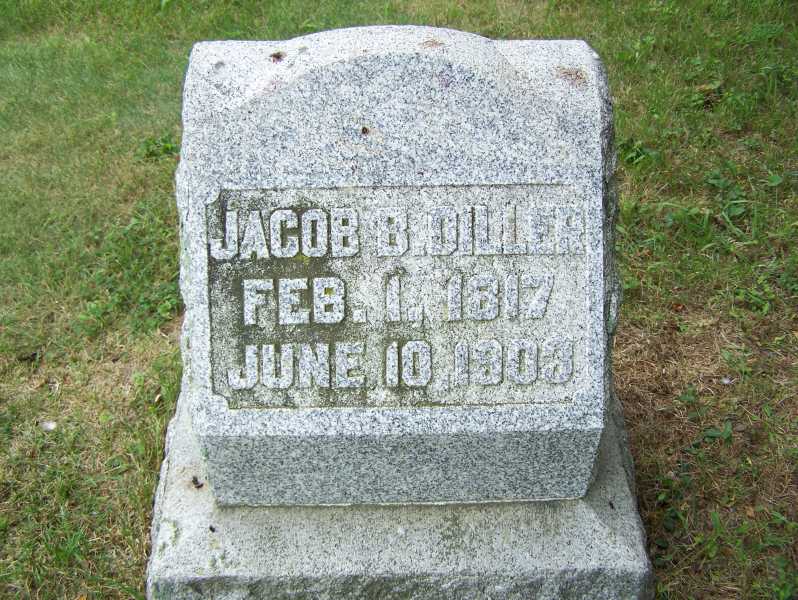 JACOB B. DILLER
FEB. 1, 1817
JUNE 10, 1903